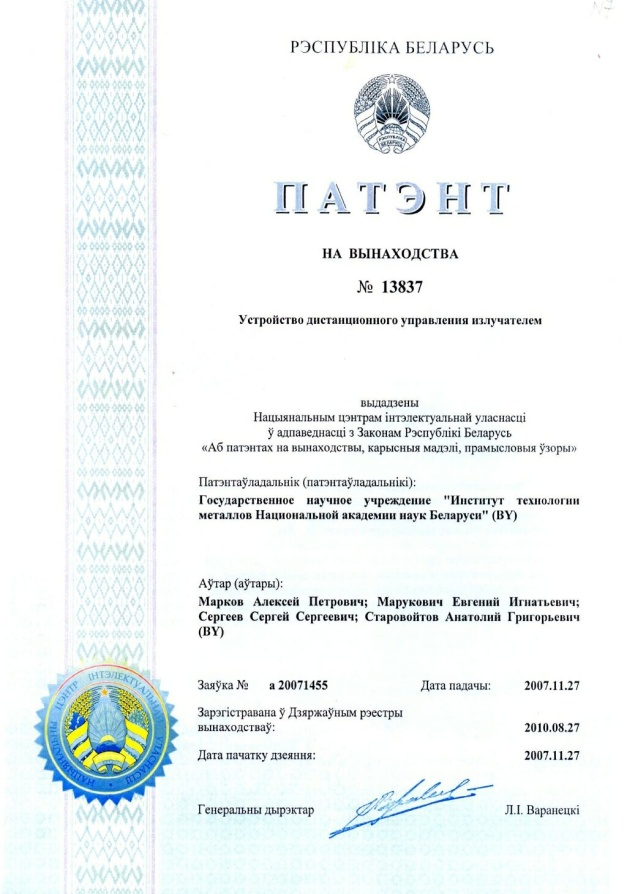 РЭСПУБЛІКА БЕЛАРУСЬ
РЭСПУБЛІКА
БЕЛАРУСЬ
ПАТЭНТ
НА ВЫНАХОДСТВА
№ 13837
Устройство дистанционного управления излучателем
выдадзены
Нацыянальным цэнтрам інтэлектуальнай уласнасці
ў адпаведнасці з Законам Рэспублікі Беларусь
«Аб патэнтах на вынаходствы, карысныя мадэлі, прамысловыя ўзоры»
Патэнтаўладальнік (патэнтаўладальнікі):
Государственное научное учреждение "Институт технологии
металлов Национальной академии наук Беларуси" (BY)
Аўтар (аўтары):
Марков Алексей Петрович; Марукович Евгений Игнатьевич;
Сергеев Сергей Сергеевич; Старовойтов Анатолий Григорьевич
(BY)
Заяўка № а 20071455 Дата падачы: 2007.11.27
Зарэгістравана ў Дзяржаўным рэестры
вынаходстваў: 2010.08.27
Дата пачатку дзеяння: 2007.11.27
Генеральны дырэктар Л.І. Варанецкі
НАЦЫЯНАЛЬНЫ ЦЭНТР ІНТЭЛЕКТУАЛЬНАЙ УЛАСНАСЦІ